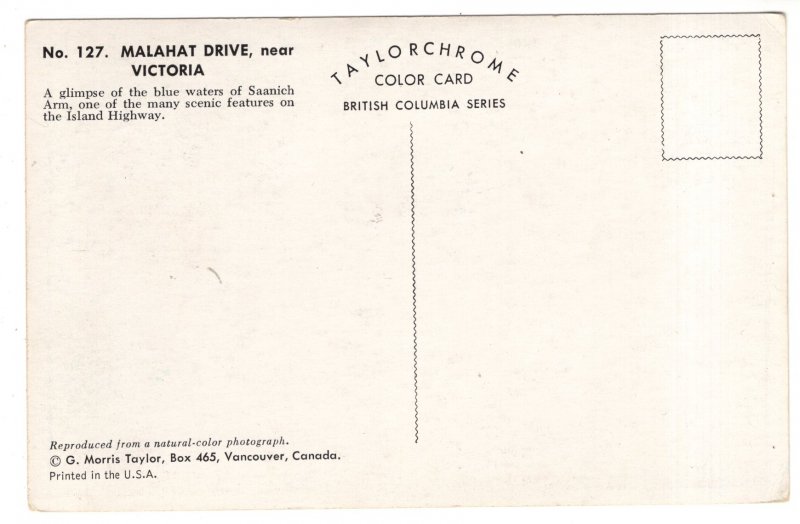 No. 127. MALAHAT DRIVE, near
VICTORIA
A glimpse of the blue waters of Saanich
Arm, one of the many scenic features on
the Island Highway.
TAYLORCHROME
COLOR CARD
BRITISH COLUMBIA SERIES
Reproduced from a natural-color photograph.
© G. Morris Taylor, Box 465, Vancouver, Canada.
Printed in the U.S.A.